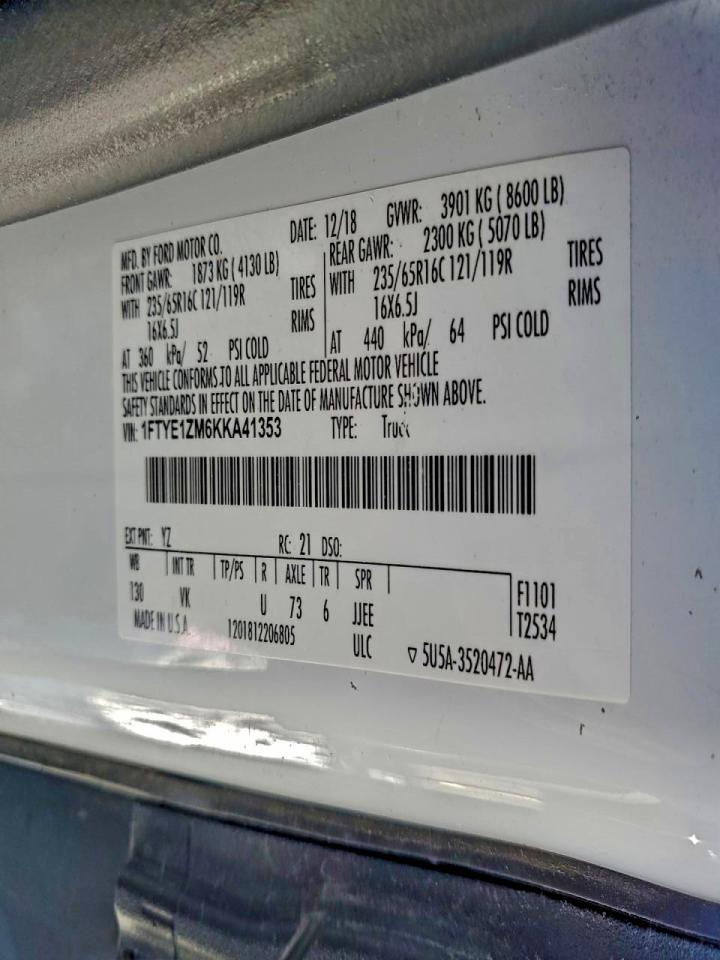 MFD. BY FORD MOTOR CO. DATE: 12/18 GVWR: 3901 KG ( 8600 LB)
FRONT GAWR: 1873 KG ( 4130 LB) REAR GAWR: 2300 KG ( 5070 LB)
WITH 235/65R16C 121/119R TIRES WITH 235/65R16C 121/119R TIRES
16X6.5J RIMS 16X6.5J RIMS
AT 360 kPa/ 52 PSI COLD AT 440 kPa/ 64 PSI COLD
THIS VEHICLE CONFORMS TO ALL APPLICABLE FEDERAL MOTOR VEHICLE
SAFETY STANDARDS IN EFFECT ON THE DATE OF MANUFACTURE SHOWN ABOVE.
VIN: 1FTYE1ZM6KKA41353 TYPE: Truck
EXT PNT: YZ RC: 21 DSO:
WB INT TR TP/PS R AXLE TR SPR
130 VK U 73 6 JJEE F1101
MADE IN U.S.A. 1201812206805 ULC T2534
▽ 5U5A-3520472-AA